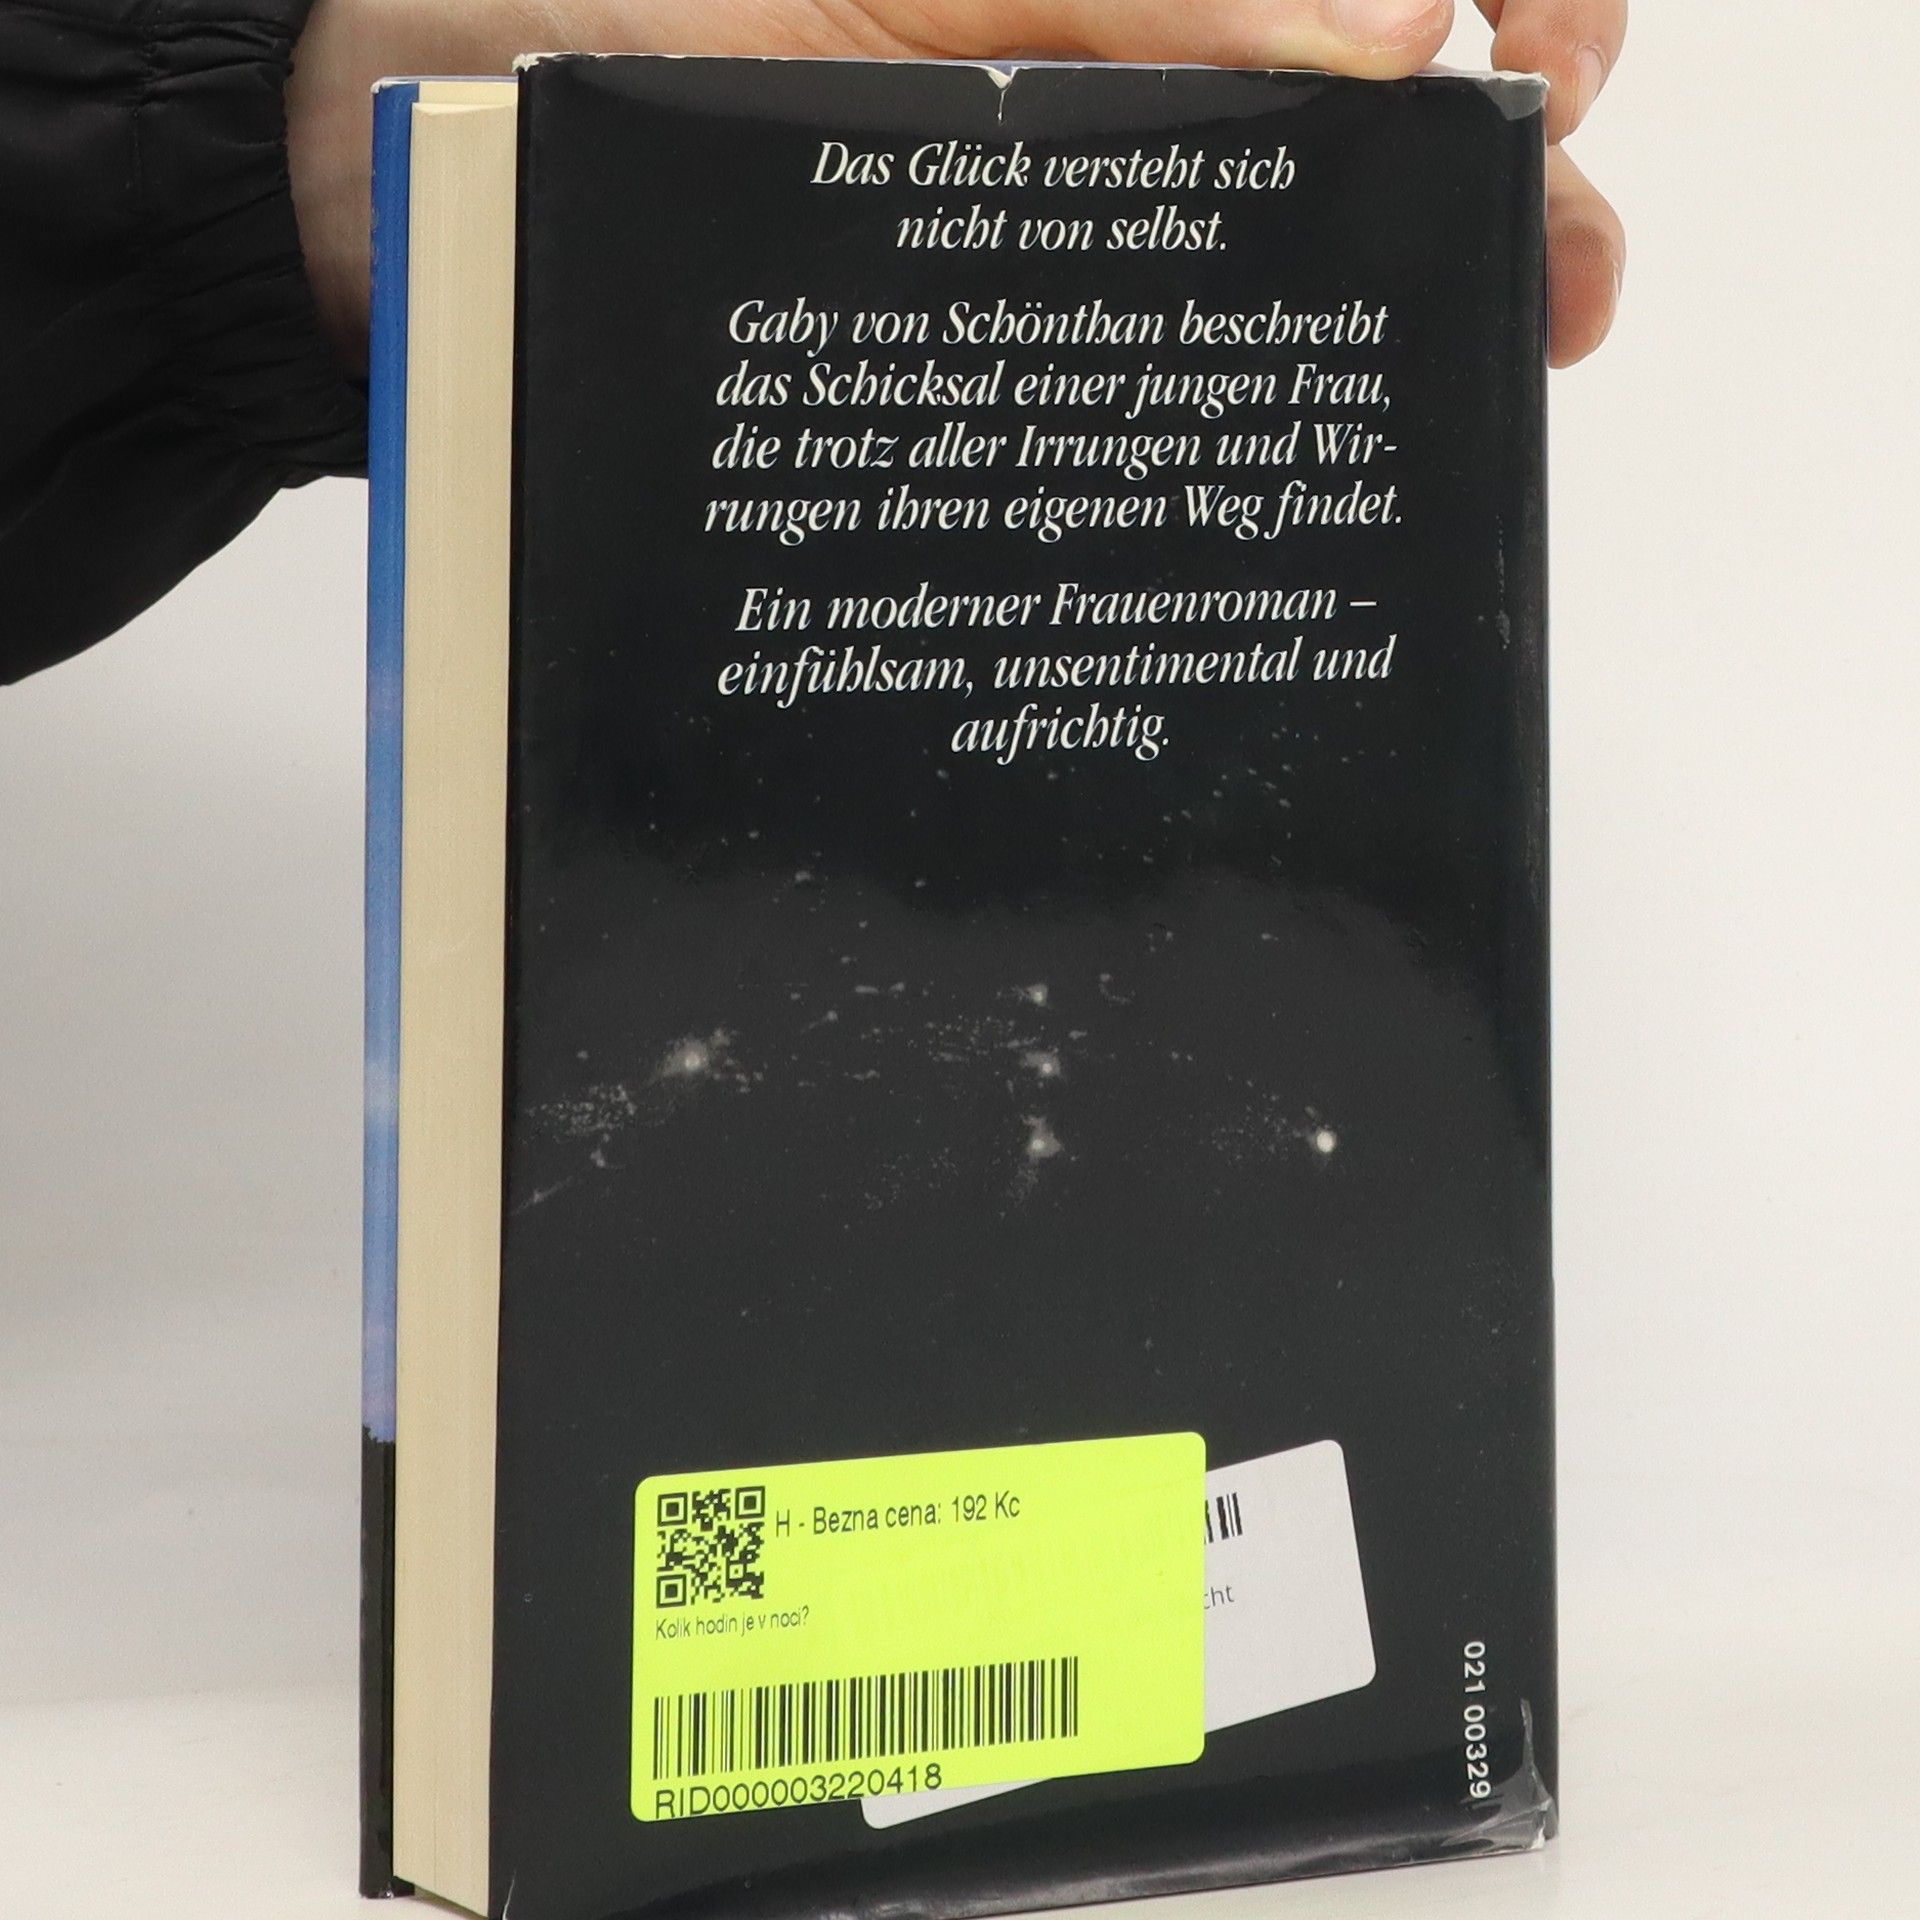 Das Glück versteht sich
nicht von selbst.
Gaby von Schönthan beschreibt
das Schicksal einer jungen Frau,
die trotz aller Irrungen und Wir-
rungen ihren eigenen Weg findet.
Ein moderner Frauenroman –
einfühlsam, unsentimental und
aufrichtig.
H - Bezna cena: 192 Kc
Kolik hodin je v noci?
RID000003220418
cht
021 00329